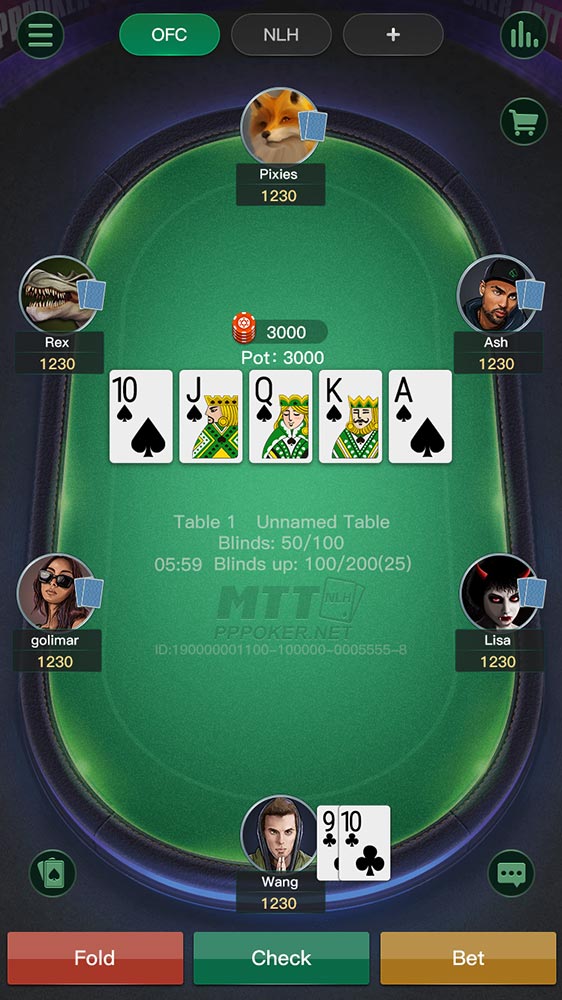 OFC NLH +
Pixies
1230
Rex
1230
Ash
1230
3000
Pot: 3000
10 J Q K A
Table 1 Unnamed Table
Blinds: 50/100
05:59 Blinds up: 100/200(25)
MTT NLH
PPPOKER.NET
ID:190000001100-100000-0005555-8
golimar
1230
Lisa
1230
9 10
Wang
1230
Fold Check Bet